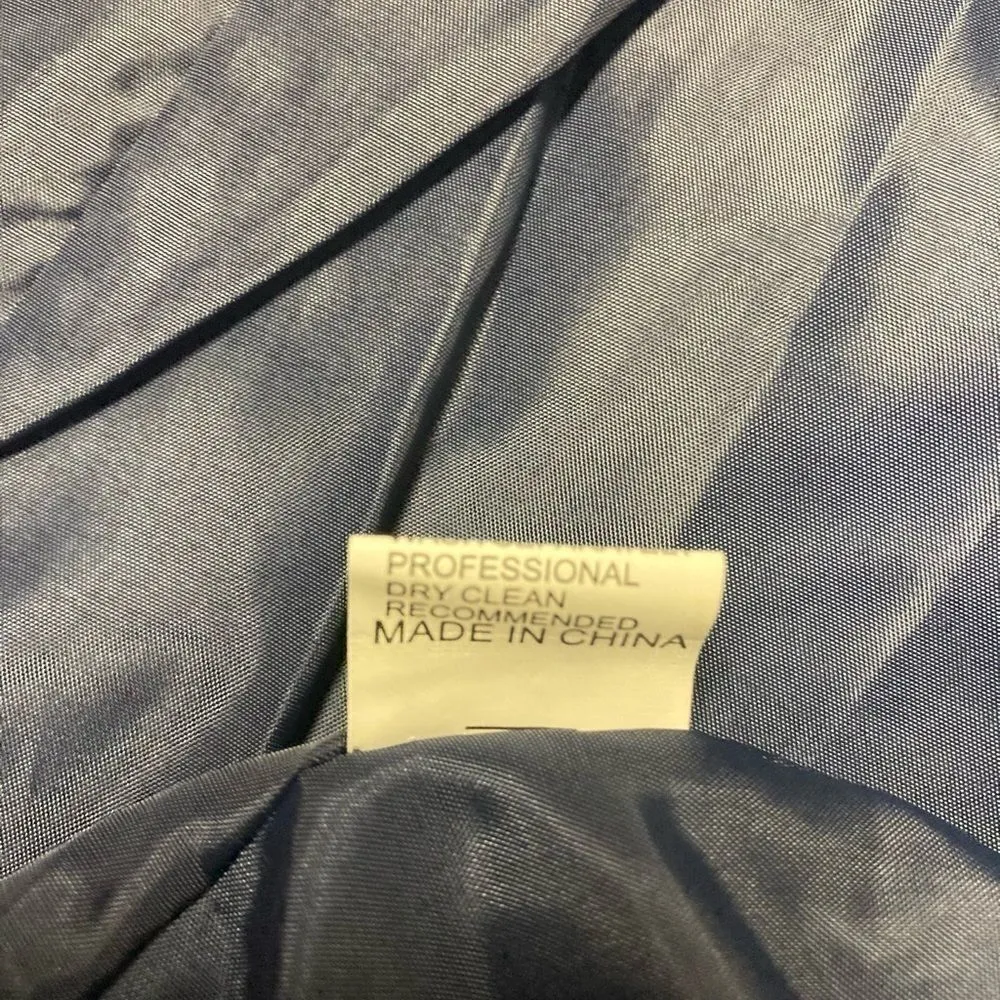 PROFESSIONAL
DRY CLEAN
RECOMMENDED
MADE IN CHINA